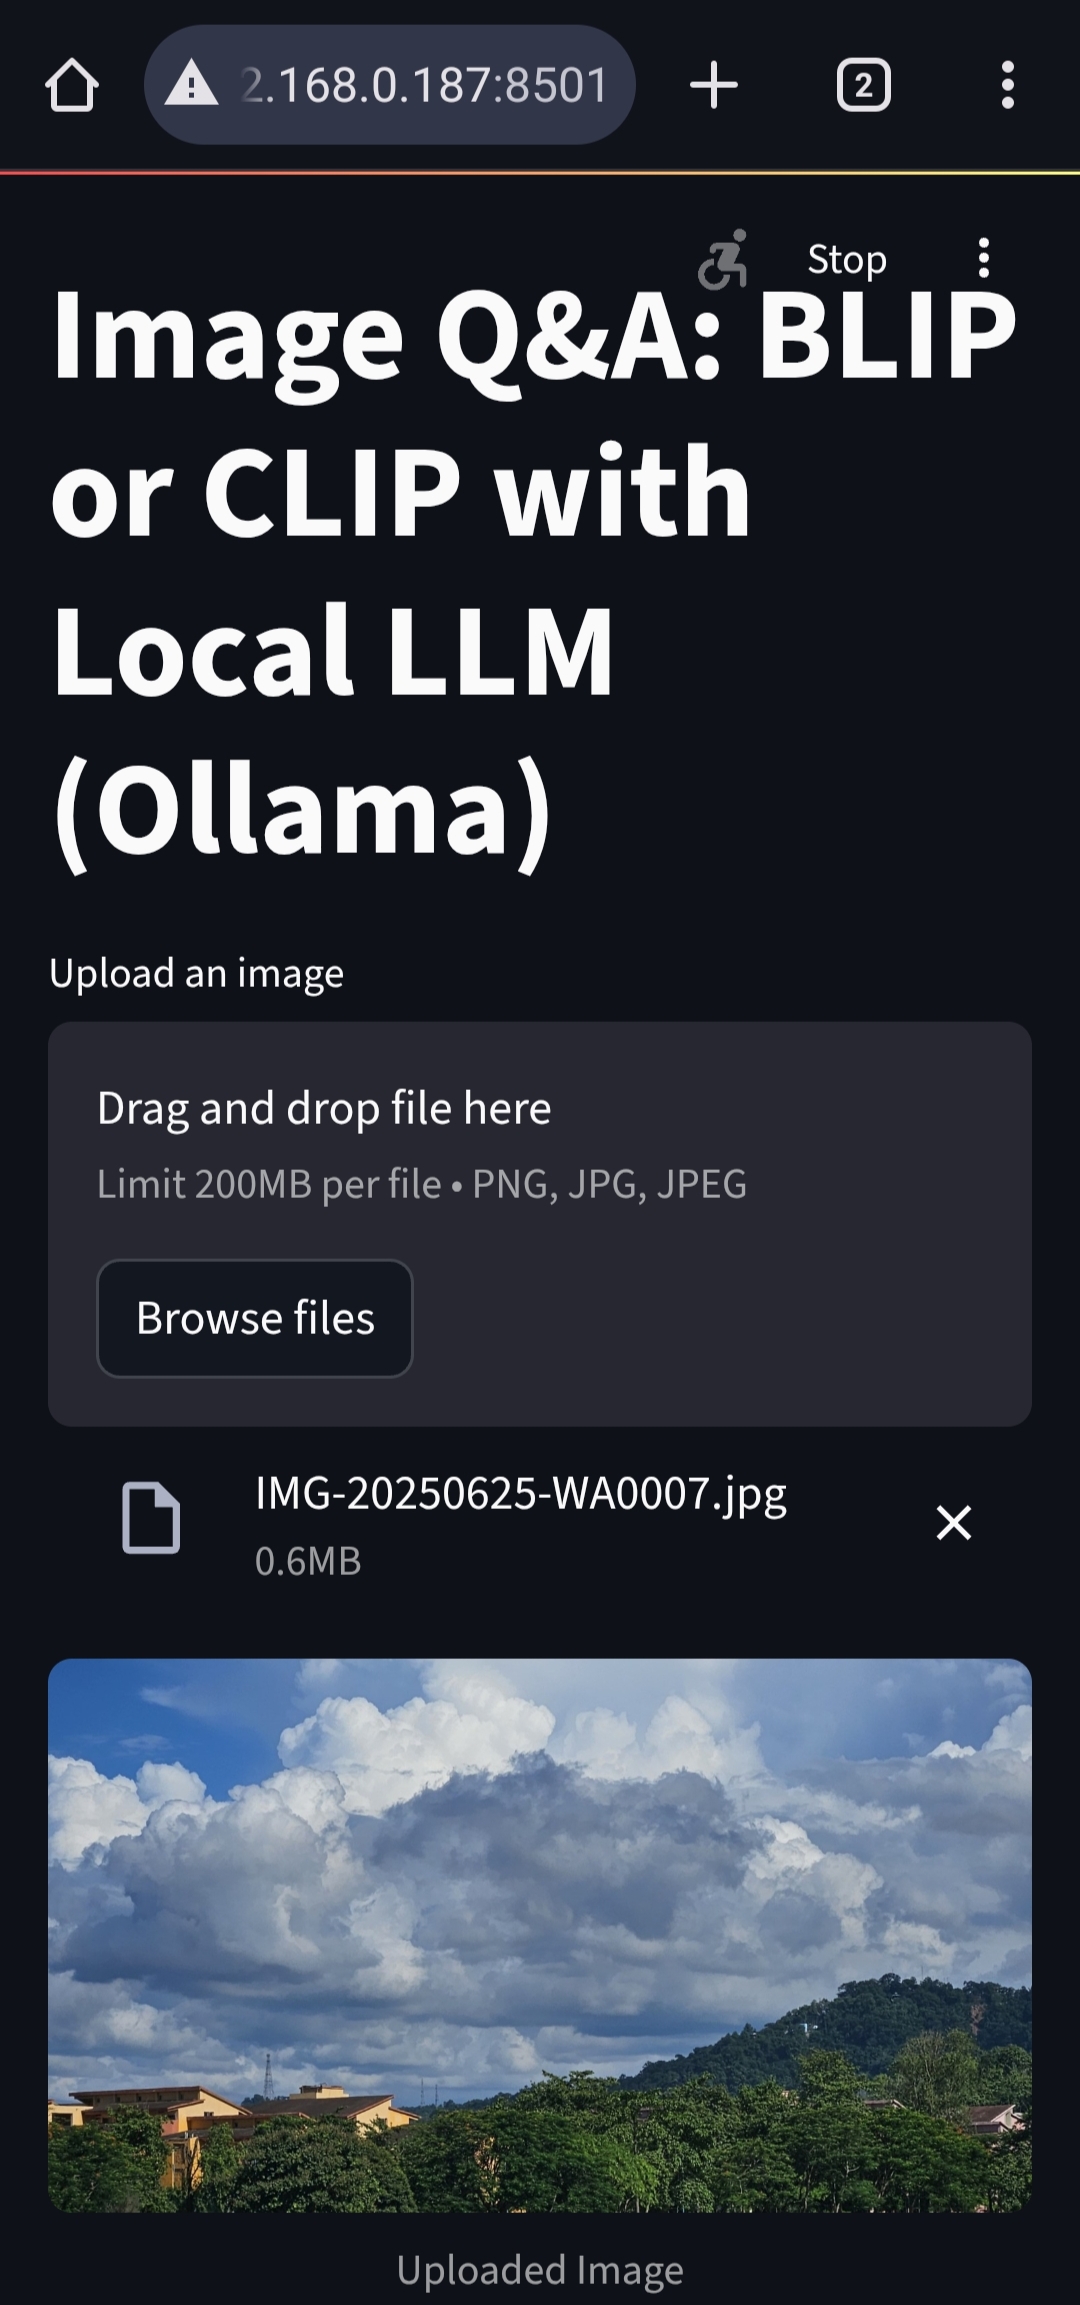 2.168.0.187:8501
2
Stop
Image Q&A: BLIP
or CLIP with
Local LLM
(Ollama)
Upload an image
Drag and drop file here
Limit 200MB per file • PNG, JPG, JPEG
Browse files
IMG-20250625-WA0007.jpg
0.6MB
Uploaded Image